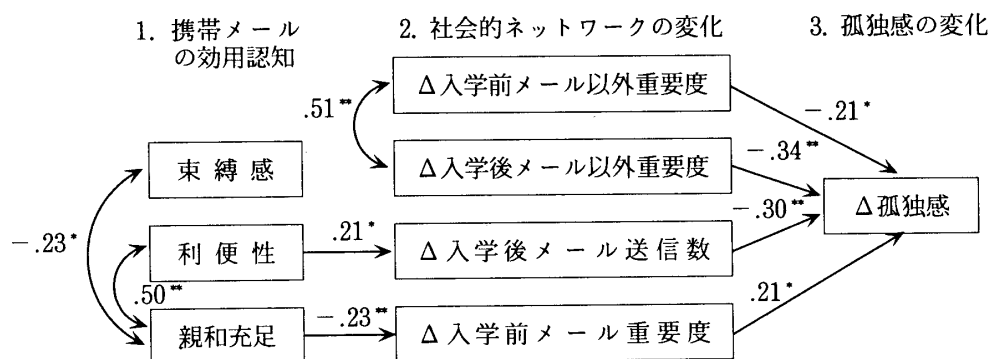 1. 携帯メール
の効用認知
2. 社会的ネットワークの変化
3. 孤独感の変化
Δ入学前メール以外重要度
.51**
-.21*
束縛感
Δ入学後メール以外重要度
-.34**
Δ孤独感
-.30**
-.23*
利便性
.21*
Δ入学後メール送信数
.50**
.21*
親和充足
-.23**
Δ入学前メール重要度